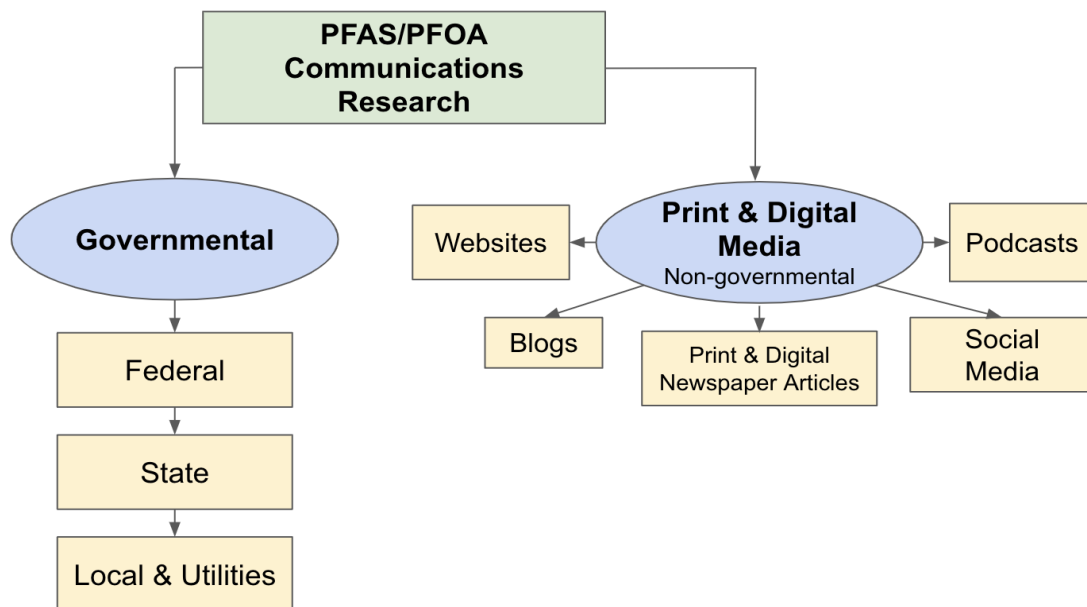 PFAS/PFOA
Communications
Research
Governmental
Federal
State
Local & Utilities
Print & Digital
Media
Non-governmental
Websites
Podcasts
Blogs
Print & Digital
Newspaper Articles
Social
Media